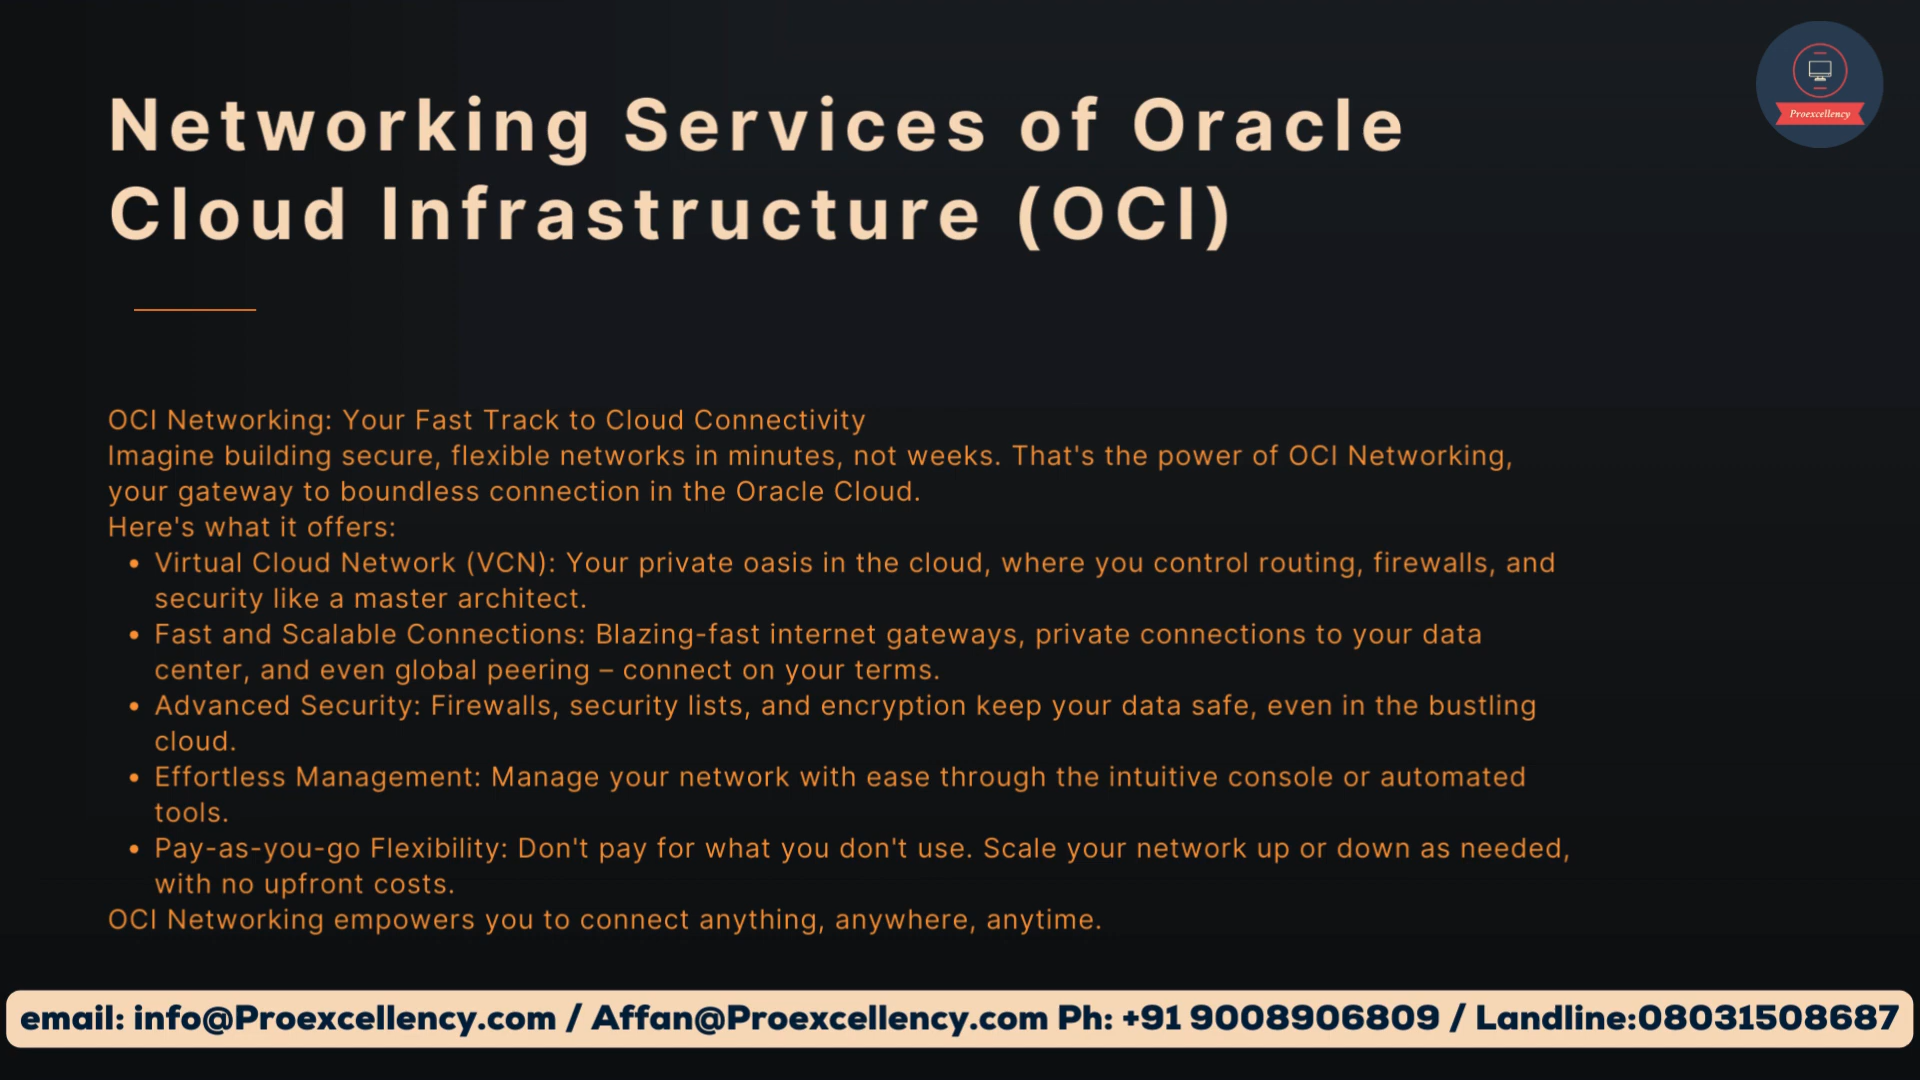 Proexcellency
Networking Services of Oracle
Cloud Infrastructure (OCI)
OCI Networking: Your Fast Track to Cloud Connectivity
Imagine building secure, flexible networks in minutes, not weeks. That's the power of OCI Networking,
your gateway to boundless connection in the Oracle Cloud.
Here's what it offers:
• Virtual Cloud Network (VCN): Your private oasis in the cloud, where you control routing, firewalls, and
security like a master architect.
• Fast and Scalable Connections: Blazing-fast internet gateways, private connections to your data
center, and even global peering – connect on your terms.
• Advanced Security: Firewalls, security lists, and encryption keep your data safe, even in the bustling
cloud.
• Effortless Management: Manage your network with ease through the intuitive console or automated
tools.
• Pay-as-you-go Flexibility: Don't pay for what you don't use. Scale your network up or down as needed,
with no upfront costs.
OCI Networking empowers you to connect anything, anywhere, anytime.
email: info@Proexcellency.com / Affan@Proexcellency.com Ph: +91 9008906809 / Landline:08031508687